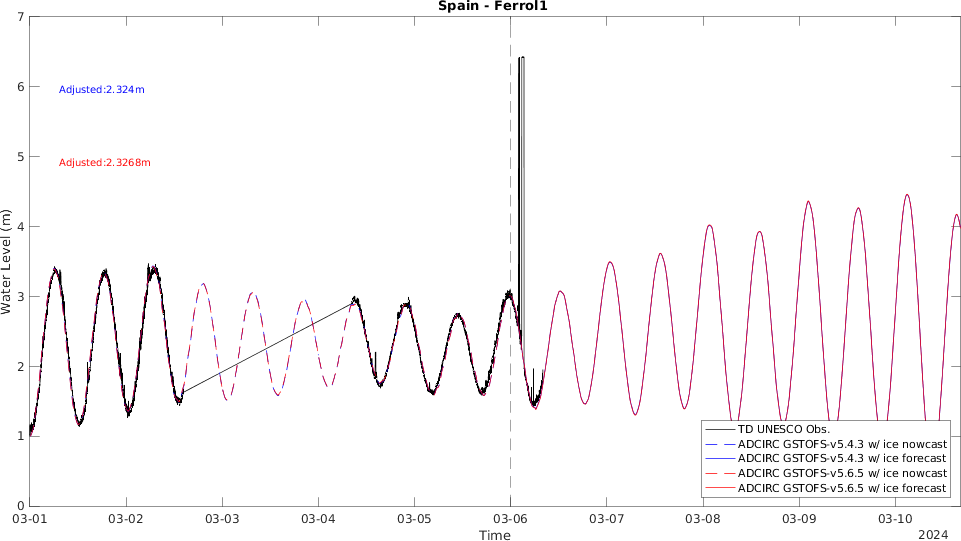 Spain - Ferrol1
7
6
5
4
3
2
1
0
Water Level (m)
Adjusted:2.324m
Adjusted:2.3268m
TD UNESCO Obs.
ADCIRC GSTOFS-v5.4.3 w/ ice nowcast
ADCIRC GSTOFS-v5.4.3 w/ ice forecast
ADCIRC GSTOFS-v5.6.5 w/ ice nowcast
ADCIRC GSTOFS-v5.6.5 w/ ice forecast
03-01 03-02 03-03 03-04 03-05 03-06 03-07 03-08 03-09 03-10
Time
2024